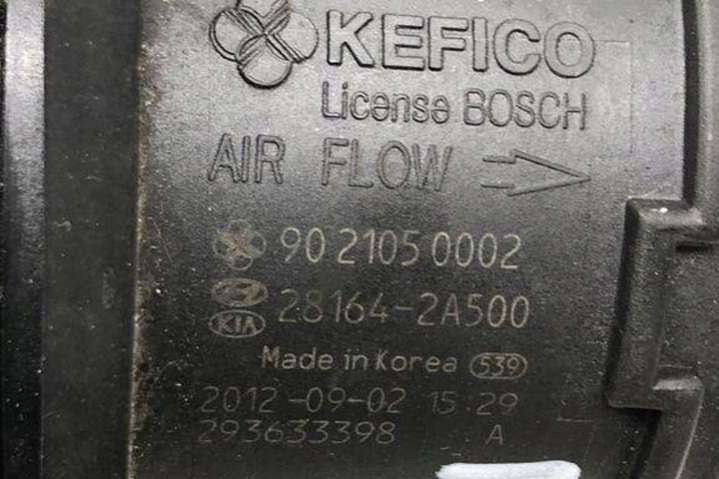 KEFICO
License BOSCH
AIR FLOW
90 2105 0002
28164-2A500
KIA
Made in Korea 539
2012-09-02 15:29
293633398 A